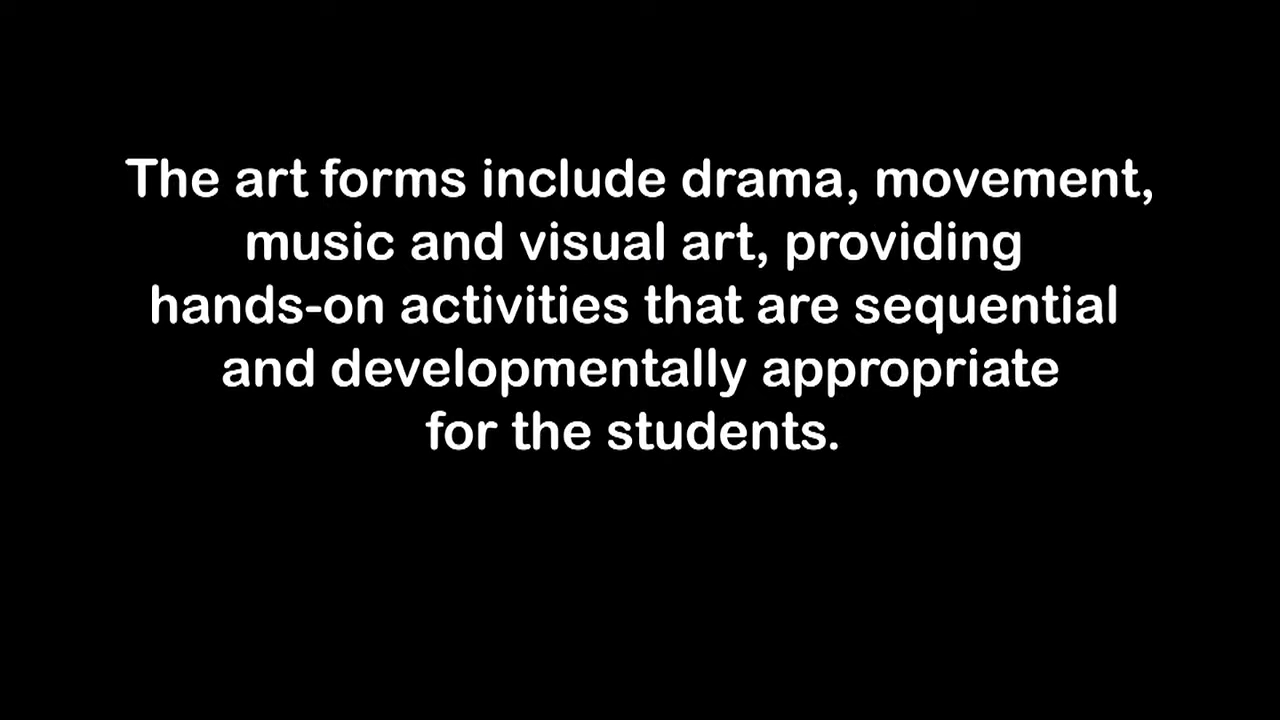 The art forms include drama, movement,
music and visual art, providing
hands-on activities that are sequential
and developmentally appropriate
for the students.